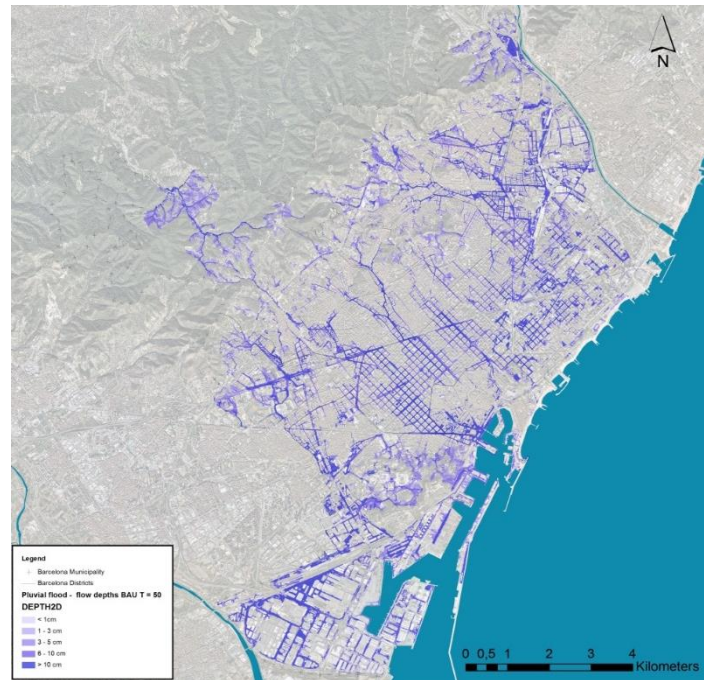 N
Legend
Barcelona Municipality
Barcelona Districts
Pluvial flood - flow depths BAU T = 50
DEPTH2D
< 1cm
1 - 3 cm
3 - 5 cm
6 - 10 cm
> 10 cm
0 0,5 1 2 3 4
Kilometers